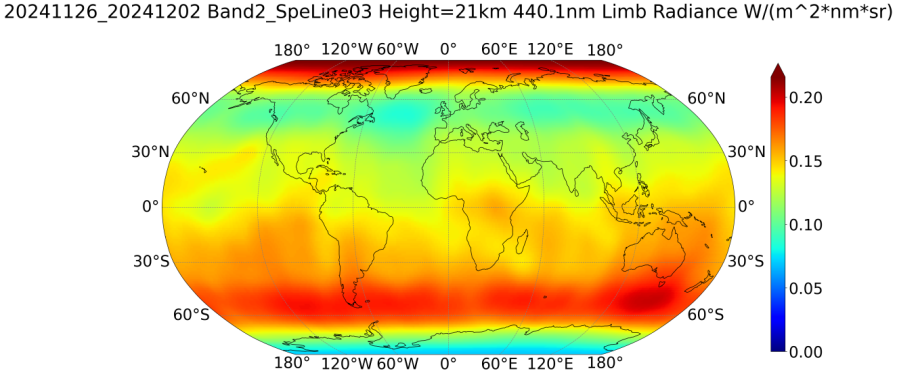 20241126_20241202 Band2_SpeLine03 Height=21km 440.1nm Limb Radiance W/(m^2*nm*sr)
180° 120°W 60°W 0° 60°E 120°E 180°
60°N 60°N
0.20
30°N 30°N
0.15
0° 0°
0.10
30°S 30°S
0.05
60°S 60°S
0.00
180° 120°W 60°W 0° 60°E 120°E 180°